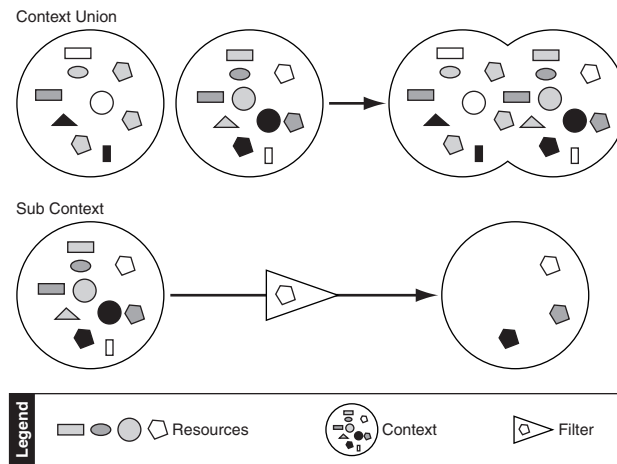 Context Union
Sub Context
Legend
Resources
Context
Filter